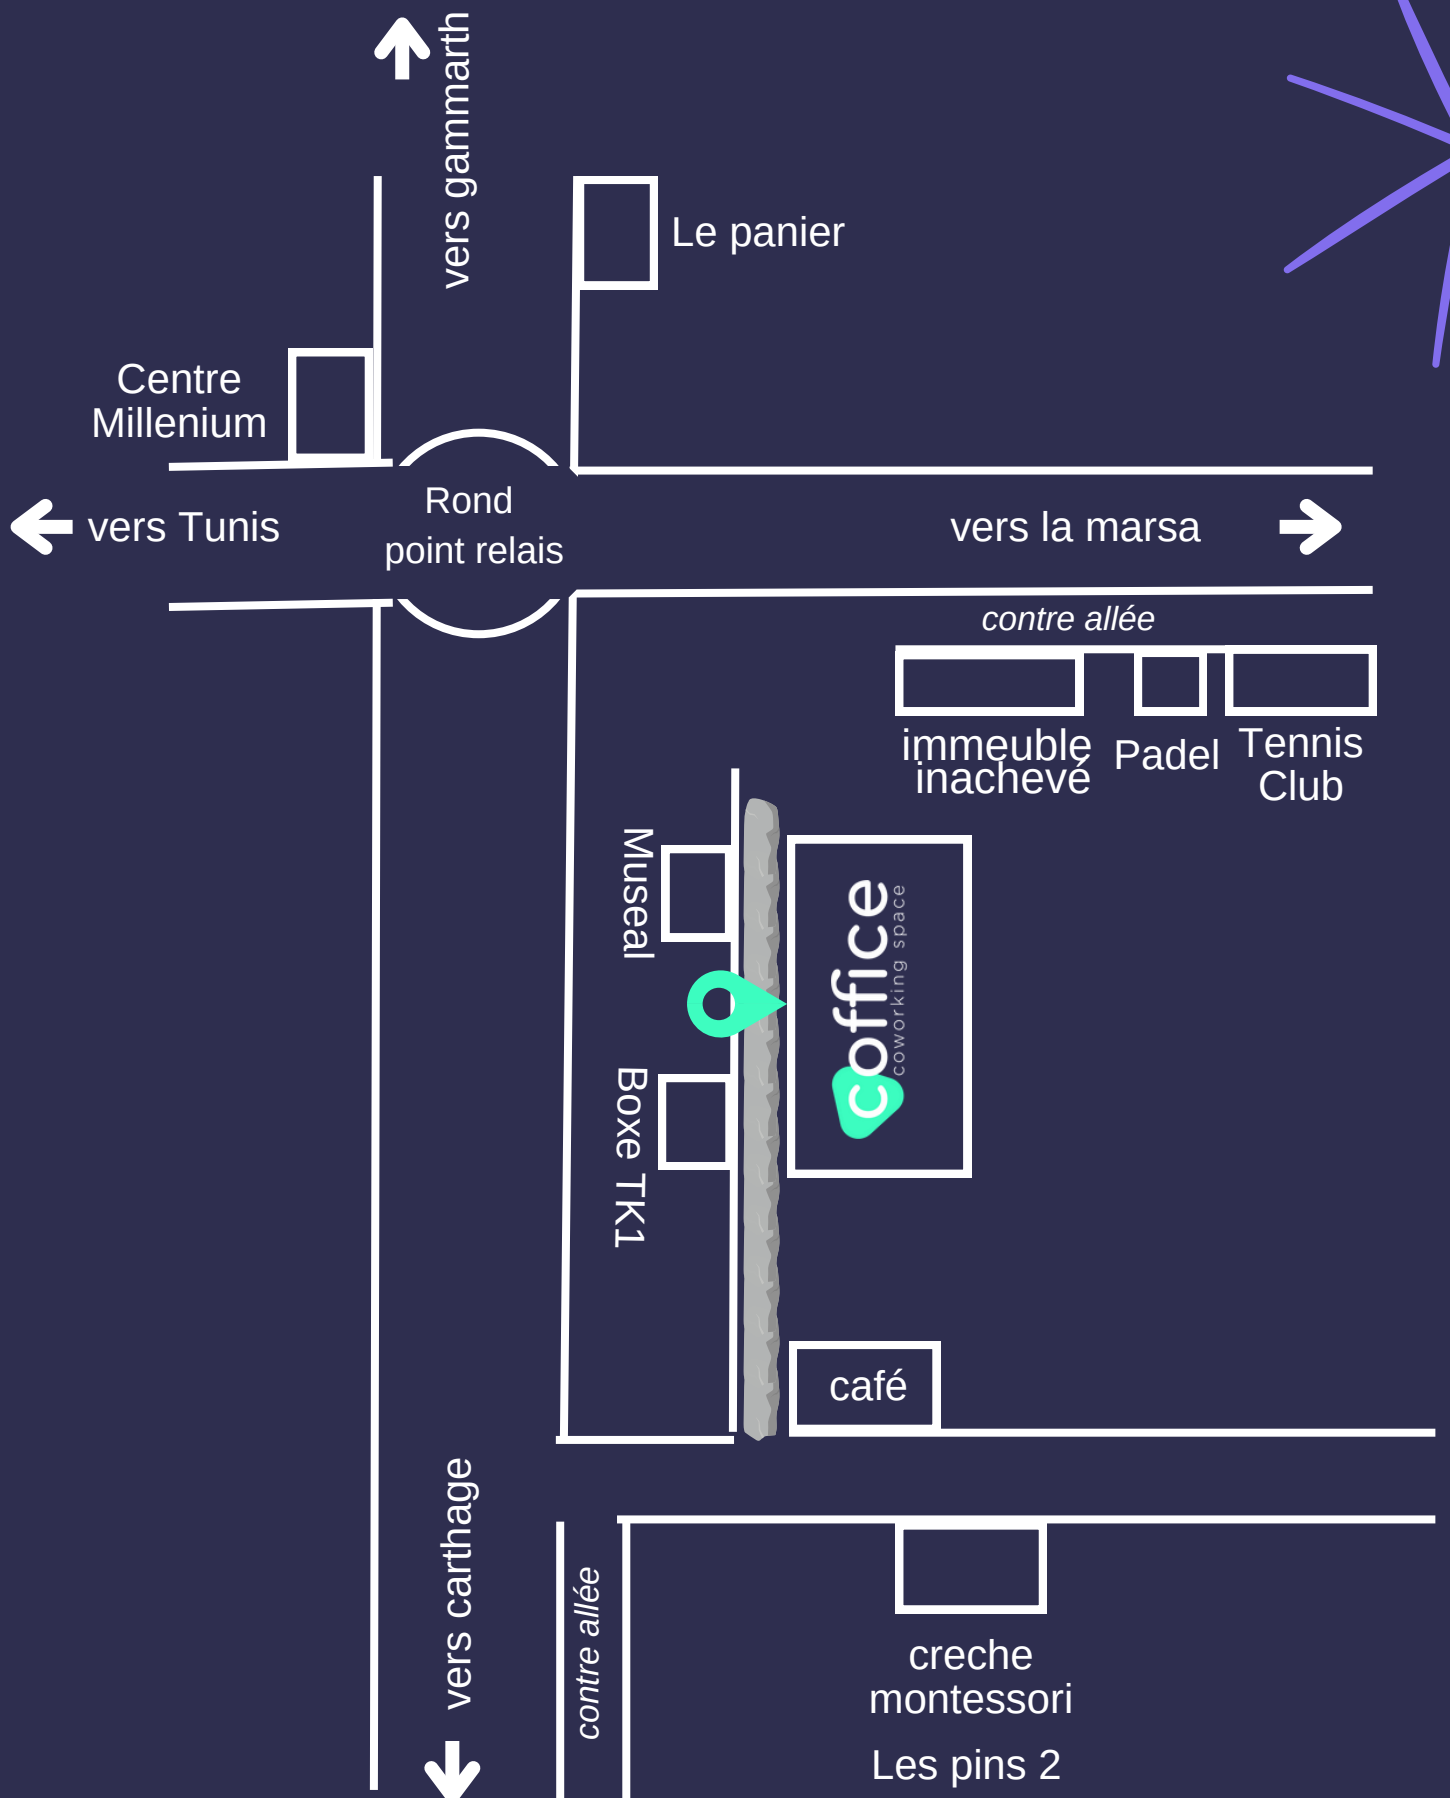 vers gammarth
Le panier
Centre
Millenium
Rond
point relais
vers Tunis
vers la marsa
contre allée
immeuble
inachevé
Padel
Tennis
Club
Museal
coffice
coworking space
Boxe TK1
café
vers carthage
contre allée
creche
montessori
Les pins 2